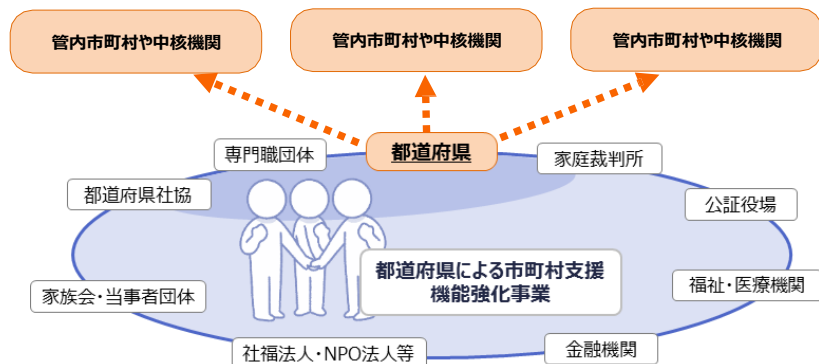 管内市町村や中核機関
管内市町村や中核機関
管内市町村や中核機関
都道府県
専門職団体
家庭裁判所
都道府県社協
公証役場
都道府県による市町村支援
機能強化事業
家族会・当事者団体
福祉・医療機関
社福法人・NPO法人等
金融機関